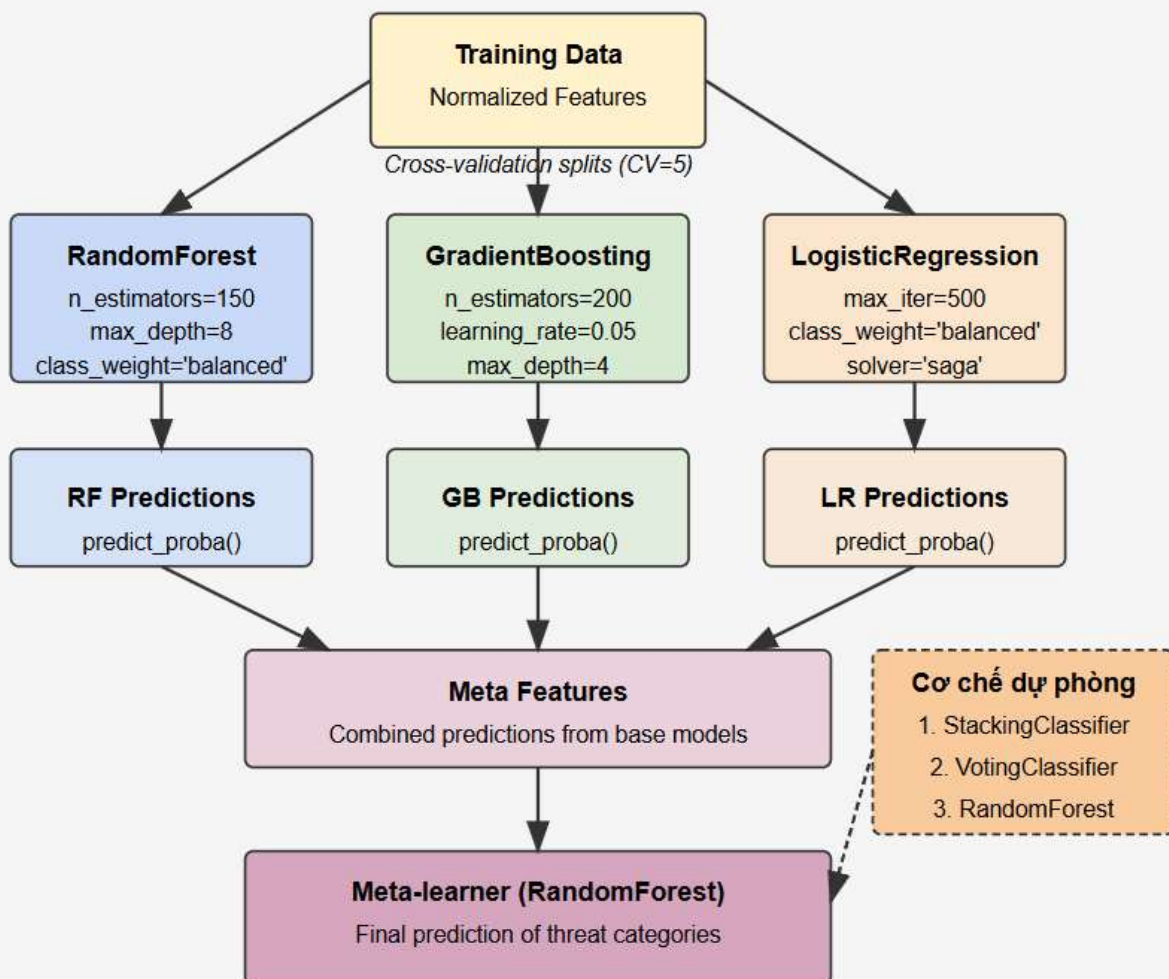 Training Data
Normalized Features
Cross-validation splits (CV=5)
RandomForest
n_estimators=150
max_depth=8
class_weight='balanced'
GradientBoosting
n_estimators=200
learning_rate=0.05
max_depth=4
LogisticRegression
max_iter=500
class_weight='balanced'
solver='saga'
RF Predictions
predict_proba()
GB Predictions
predict_proba()
LR Predictions
predict_proba()
Meta Features
Combined predictions from base models
Cơ chế dự phòng
1. StackingClassifier
2. VotingClassifier
3. RandomForest
Meta-learner (RandomForest)
Final prediction of threat categories